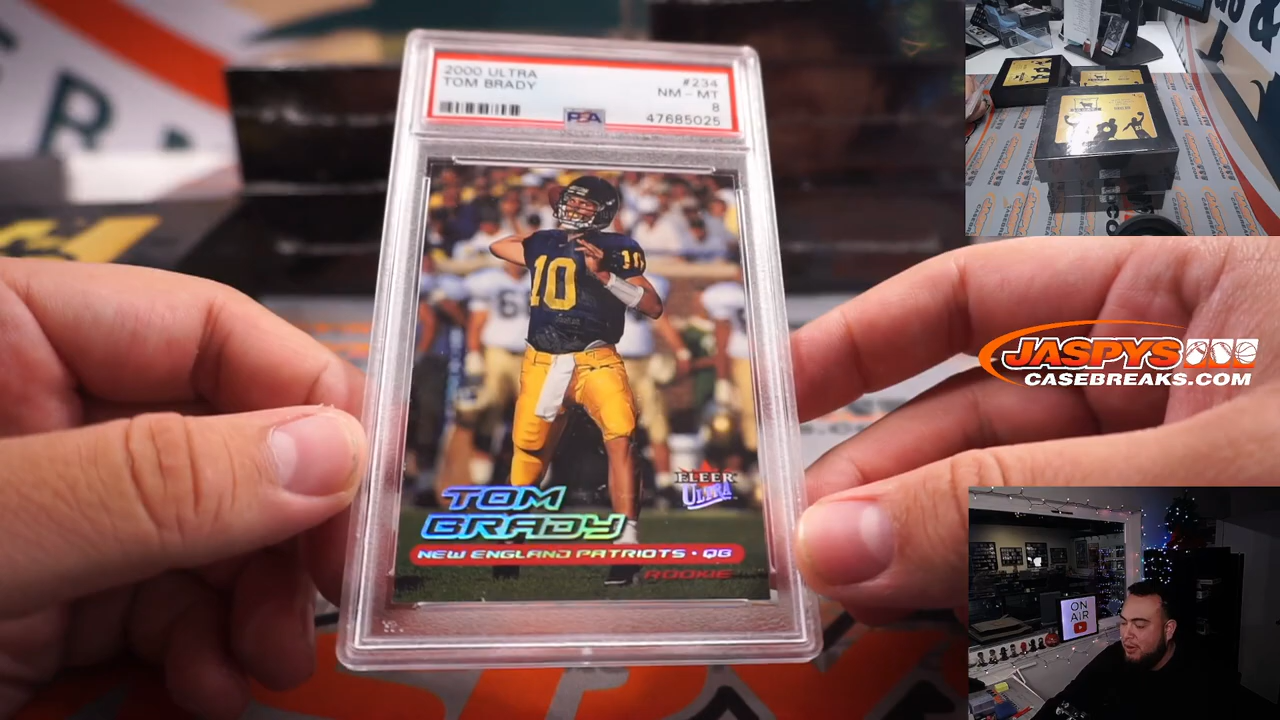 2000 ULTRA
TOM BRADY
#234
NM - MT
8
PSA
47685025
10
10
FLEER
ULTRA
TOM
BRADY
NEW ENGLAND PATRIOTS • QB
ROOKIE
JASPYS
CASEBREAKS.COM
ON
AIR